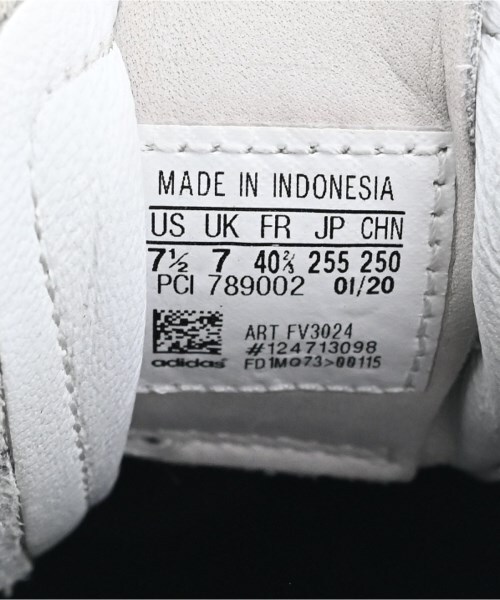 MADE IN INDONESIA
US UK FR JP CHN
7½ 7 40⅔ 255 250
PCI 789002 01/20
ART FV3024
#124713098
adidas FD1M073>00115